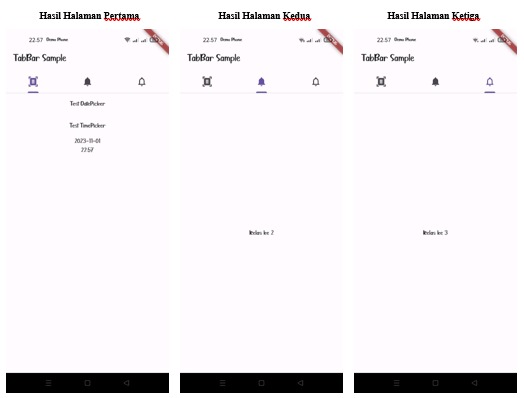 Hasil Halaman Pertama
22.57 Demo Phone
TabBar Sample
Test DatePicker
Test TimePicker
2023-11-01
22:57
Hasil Halaman Kedua
22.57 Demo Phone
TabBar Sample
Kelas ke 2
Hasil Halaman Ketiga
22.57 Demo Phone
TabBar Sample
Kelas ke 3